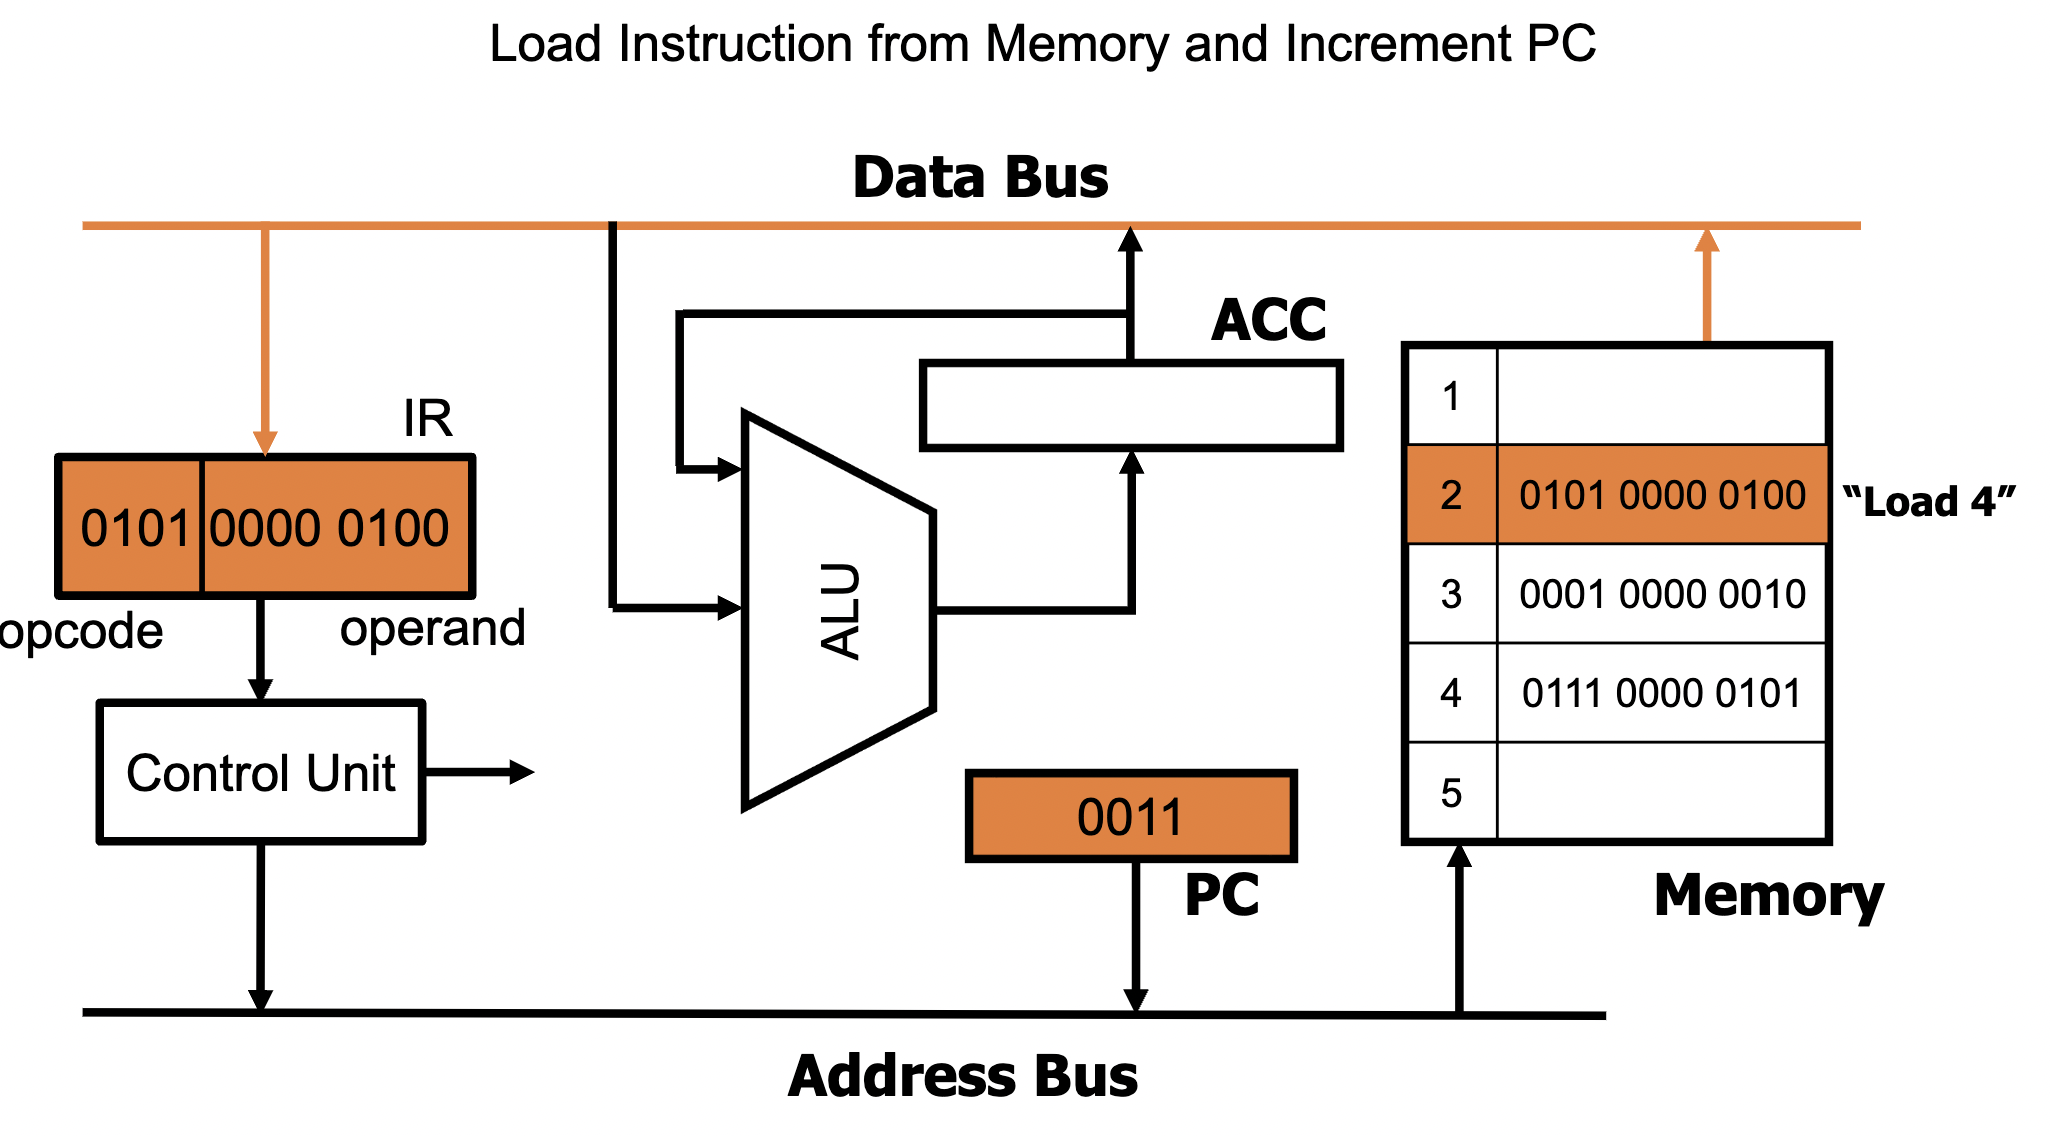 Load Instruction from Memory and Increment PC
Data Bus
ACC
IR
0101 0000 0100
opcode operand
Control Unit
ALU
0011
PC
1
2 0101 0000 0100 “Load 4”
3 0001 0000 0010
4 0111 0000 0101
5
Memory
Address Bus